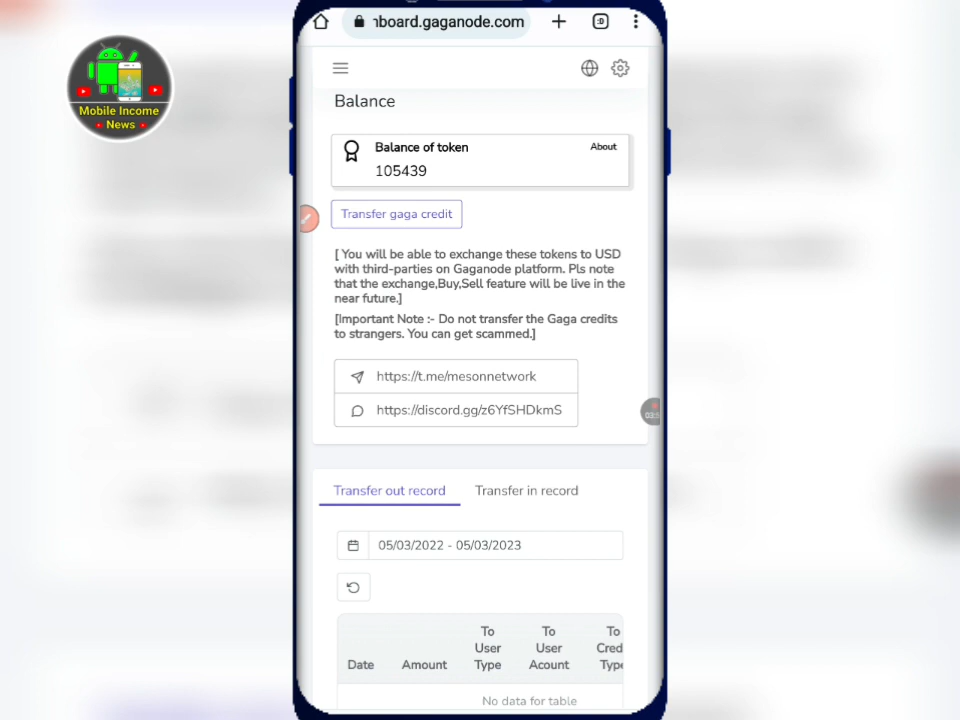 board.gaganode.com
:D
Mobile Income
News
Balance
Balance of token
About
105439
Transfer gaga credit
[ You will be able to exchange these tokens to USD
with third-parties on Gaganode platform. Pls note
that the exchange,Buy,Sell feature will be live in the
near future.]
[Important Note :- Do not transfer the Gaga credits
to strangers. You can get scammed.]
https://t.me/mesonnetwork
https://discord.gg/z6YfSHDkmS
Transfer out record
Transfer in record
05/03/2022 - 05/03/2023
Date
Amount
To
User
Type
To
User
Acount
To
Cred
Type
No data for table